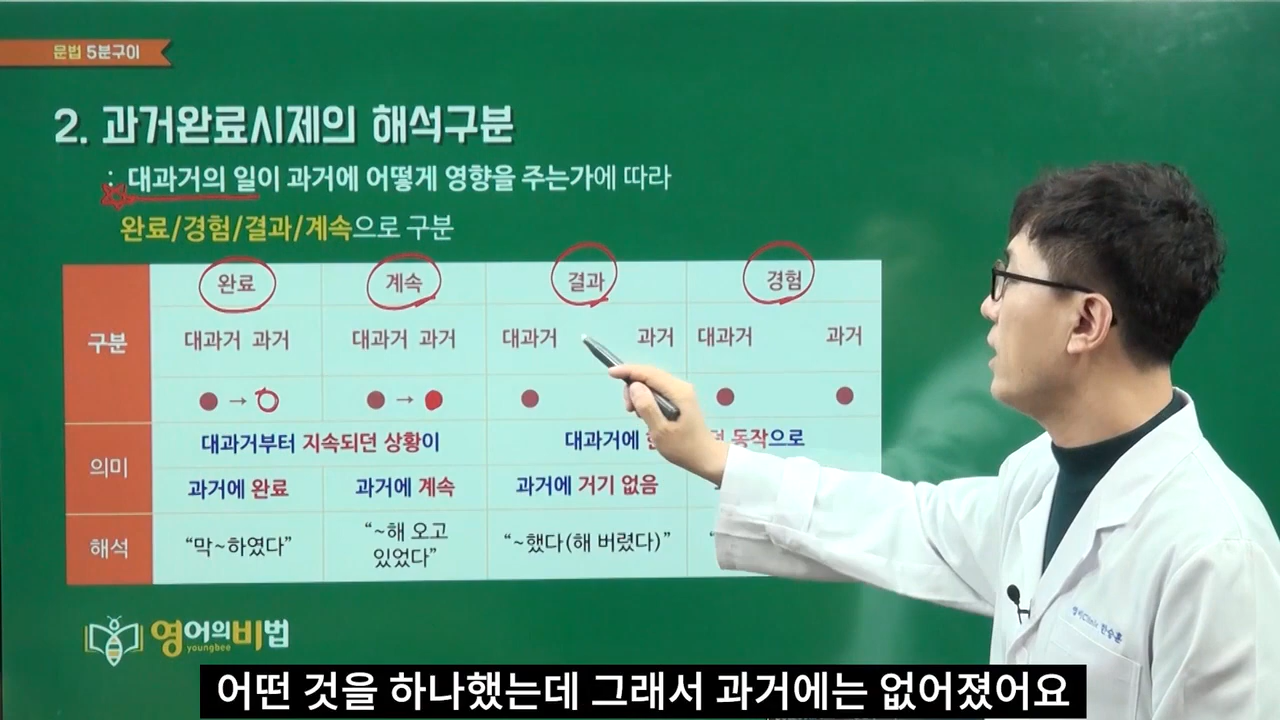 문법 5분구이
2. 과거완료시제의 해석구분
: 대과거의 일이 과거에 어떻게 영향을 주는가에 따라
완료/경험/결과/계속으로 구분
구분 완료 계속 결과 경험
대과거 과거 대과거 과거 대과거 과거 대과거 과거
→ →
의미 대과거부터 지속되던 상황이 대과거에 동작으로
과거에 완료 과거에 계속 과거에 거기 없음
해석 “막~하였다” “~해 오고 있었다” “~했다(해 버렸다)”
영어의비법
youngbee
어떤 것을 하나했는데 그래서 과거에는 없어졌어요